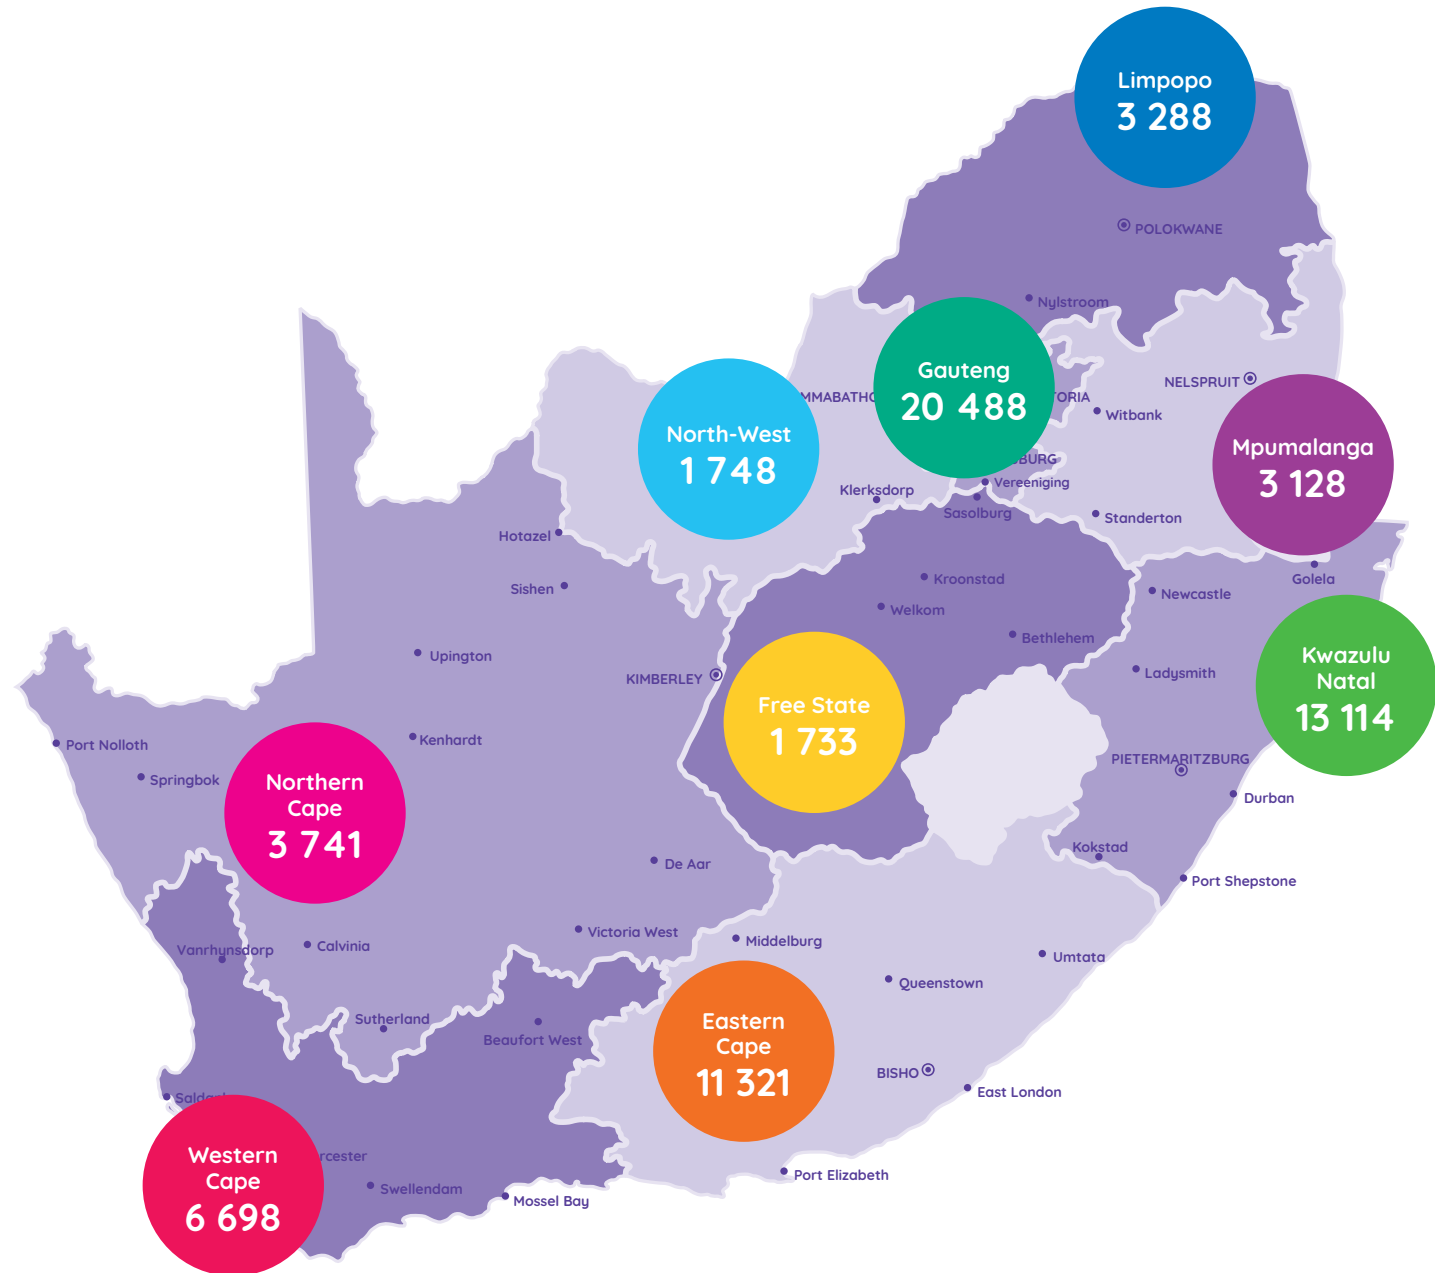 Limpopo
3 288
POLOKWANE
Nylstroom
Gauteng
20 488
NELSPRUIT
Witbank
North-West
1 748
Mpumalanga
3 128
Klerksdorp
Vereeniging
Sasolburg
Standerton
Hotazel
Sishen
Kroonstad
Welkom
Bethlehem
Golela
Newcastle
Ladysmith
Kwazulu
Natal
13 114
Upington
KIMBERLEY
Free State
1 733
Port Nolloth
Springbok
Kenhardt
Northern
Cape
3 741
PIETERMARITZBURG
Durban
Kokstad
Port Shepstone
De Aar
Victoria West
Middelburg
Umtata
Vanrhynsdorp
Calvinia
Queenstown
Sutherland
Beaufort West
Eastern
Cape
11 321
BISHO
East London
Western
Cape
6 698
Swellendam
Mossel Bay
Port Elizabeth